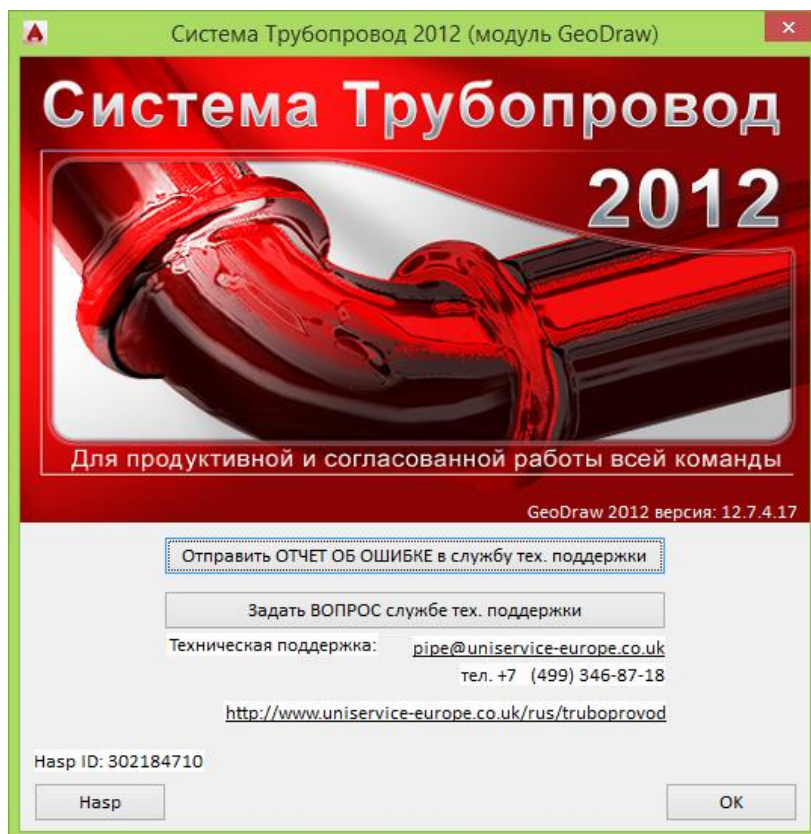 Система Трубопровод 2012 (модуль GeoDraw)
Система Трубопровод
2012
Для продуктивной и согласованной работы всей команды
GeoDraw 2012 версия: 12.7.4.17
Отправить ОТЧЕТ ОБ ОШИБКЕ в службу тех. поддержки
Задать ВОПРОС службе тех. поддержки
Техническая поддержка: pipe@uniservice-europe.co.uk
тел. +7 (499) 346-87-18
http://www.uniservice-europe.co.uk/rus/truboprovod
Hasp ID: 302184710
Hasp OK